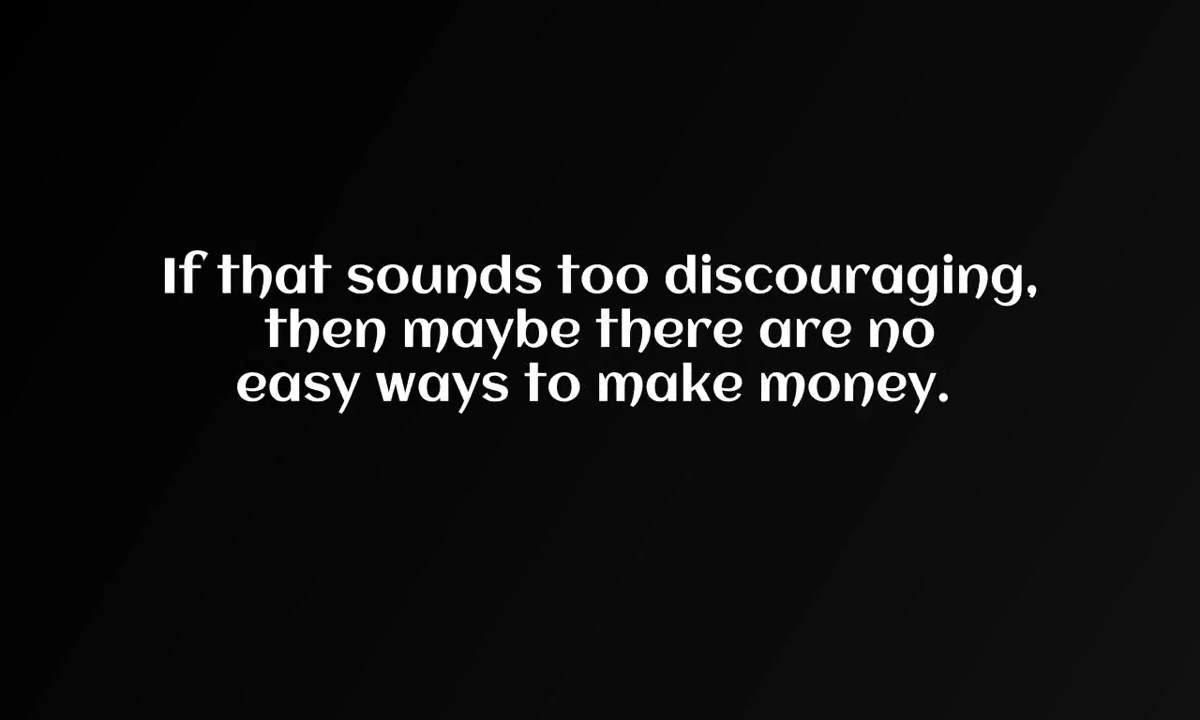 If that sounds too discouraging,
then maybe there are no
easy ways to make money.